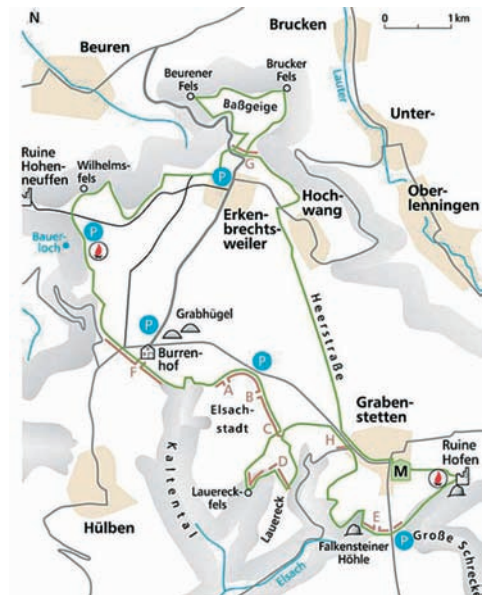 N
Beuren
Brucken
0
1 km
Beurener
Fels
Brucker
Fels
Baßgeige
Lauter
Unter-
G
Ruine
Hohen-
neuffen
Wilhelms-
fels
P
Hoch-
wang
Ober-
lenningen
Erken-
brechts-
weiler
P
Bauer-
loch
Heerstraße
Grabhügel
P
P
Burren-
hof
F
A
B
Elsach-
stadt
C
Graben-
stetten
H
M
Ruine
Hofen
Kaltental
D
Lauereck-
fels
Lauereck
E
P
Hülben
Falkensteiner
Höhle
Große Schrecke
Elsach